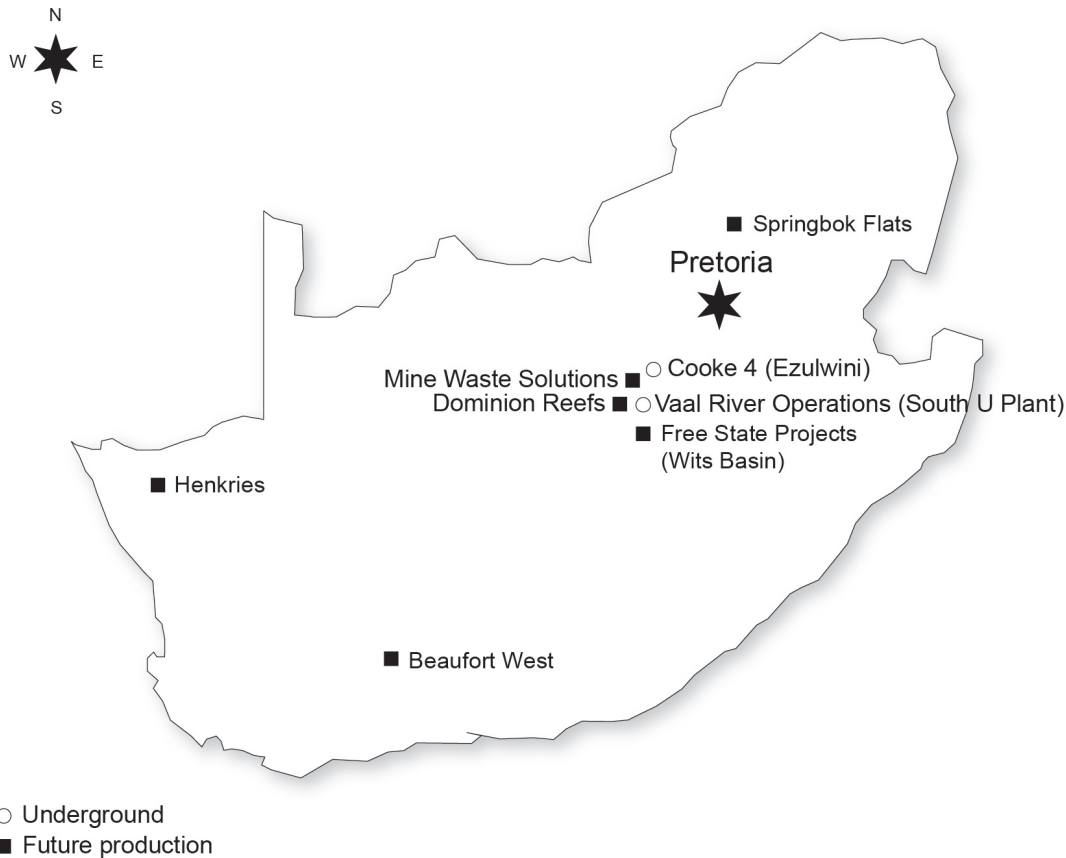 N
W E
S
Springbok Flats
Pretoria
Cooke 4 (Ezulwini)
Mine Waste Solutions
Dominion Reefs
Vaal River Operations (South U Plant)
Free State Projects
(Wits Basin)
Henkries
Beaufort West
Underground
Future production